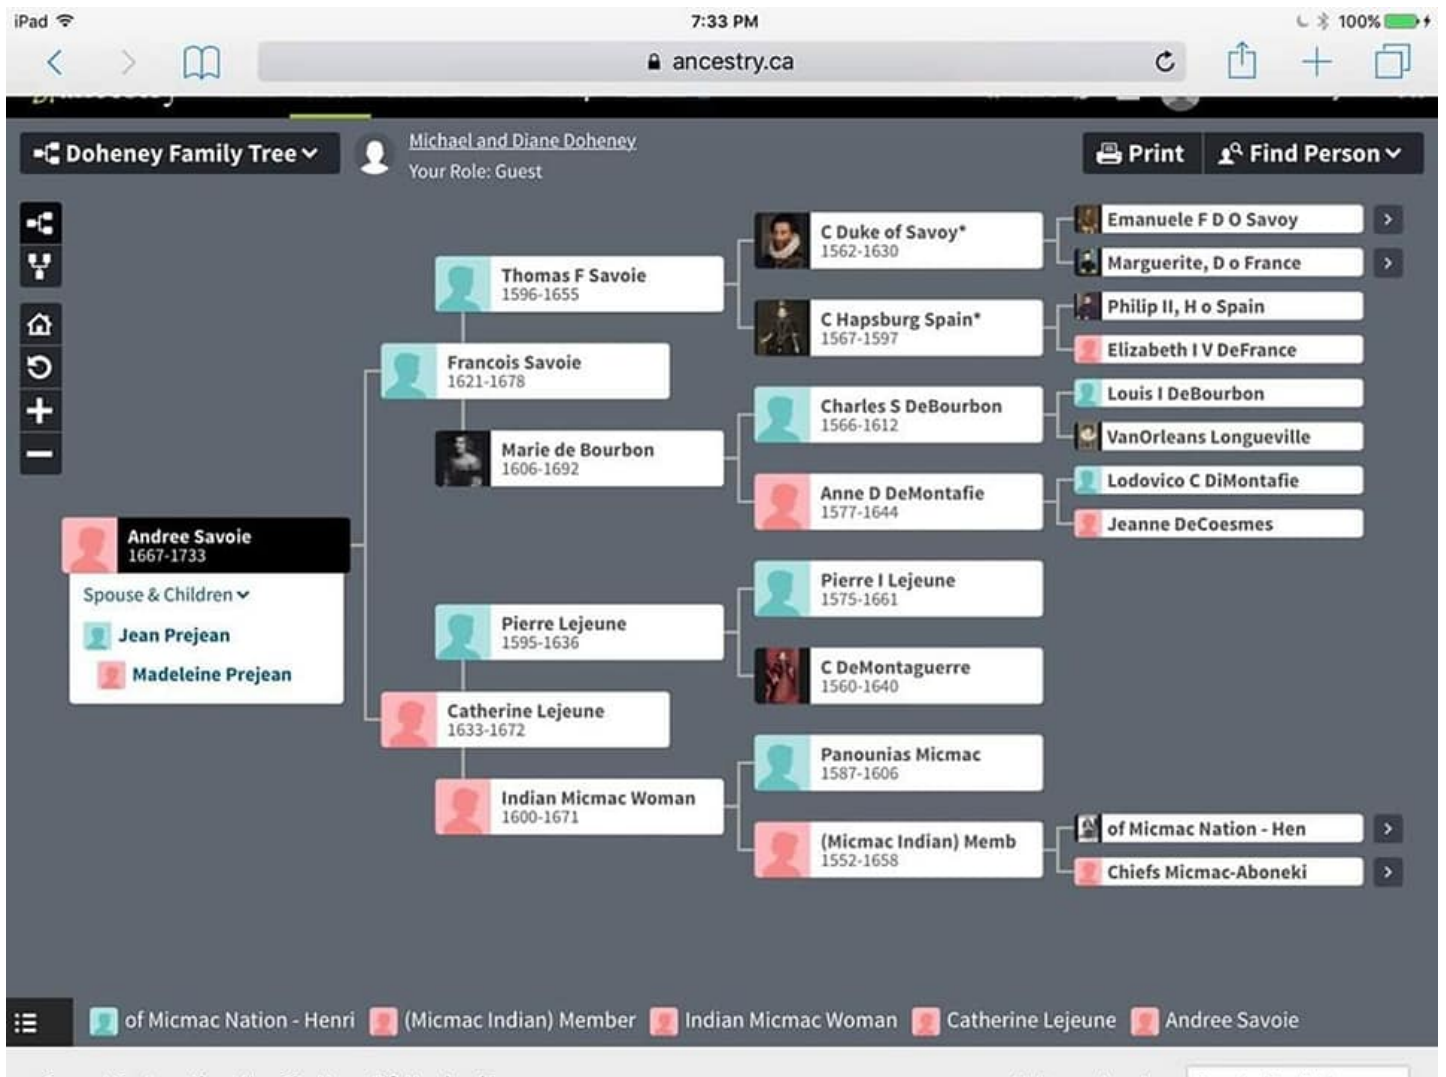 iPad
7:33 PM
100%
ancestry.ca
Doheney Family Tree
Michael and Diane Doheney
Your Role: Guest
Print
Find Person
Andree Savoie
1667-1733
Spouse & Children
Jean Prejean
Madeleine Prejean
Francois Savoie
1621-1678
Catherine Lejeune
1633-1672
Thomas F Savoie
1596-1655
Marie de Bourbon
1606-1692
Pierre Lejeune
1595-1636
Indian Micmac Woman
1600-1671
C Duke of Savoy*
1562-1630
C Hapsburg Spain*
1567-1597
Charles S DeBourbon
1566-1612
Anne D DeMontafie
1577-1644
Pierre I Lejeune
1575-1661
C DeMontaguerre
1560-1640
Panounias Micmac
1587-1606
(Micmac Indian) Memb
1552-1658
Emanuele F D O Savoy
Marguerite, D o France
Philip II, H o Spain
Elizabeth I V DeFrance
Louis I DeBourbon
VanOrleans Longueville
Lodovico C DiMontafie
Jeanne DeCoesmes
of Micmac Nation - Hen
Chiefs Micmac-Aboneki
of Micmac Nation - Henri
(Micmac Indian) Member
Indian Micmac Woman
Catherine Lejeune
Andree Savoie